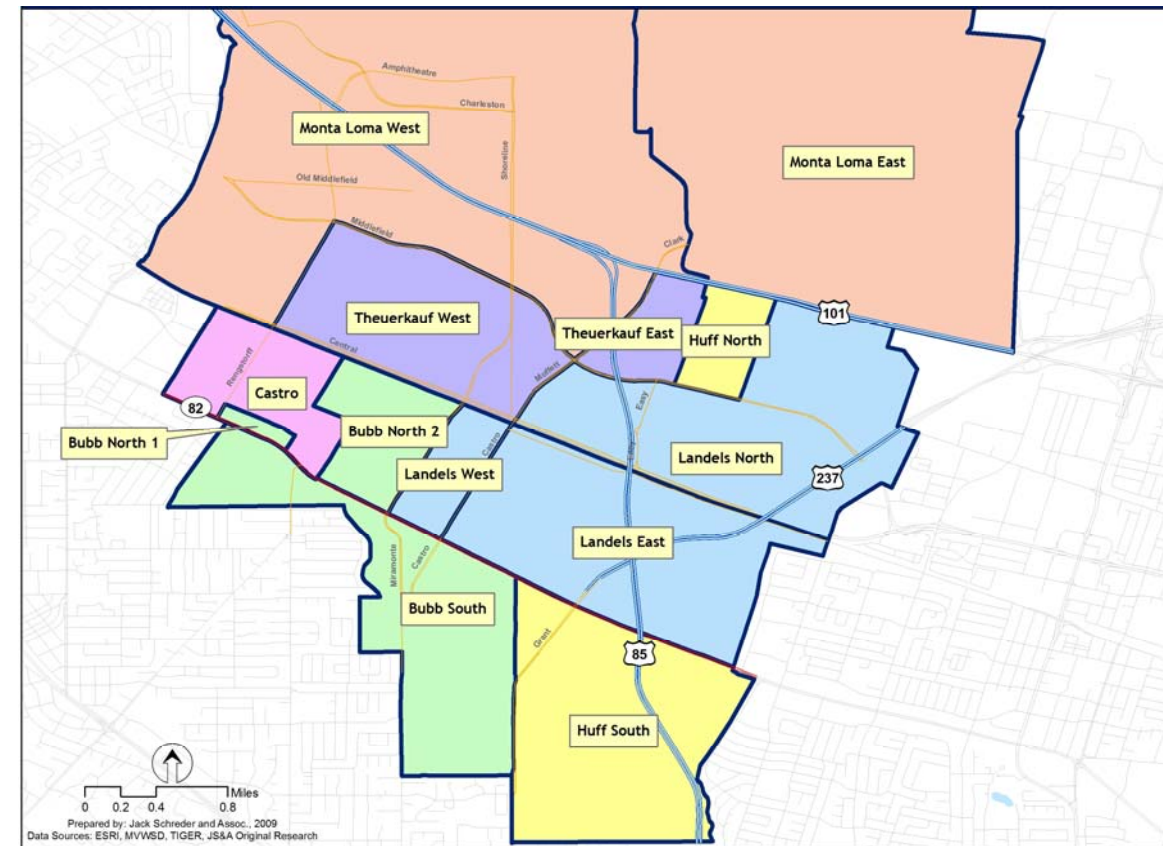 Amphitheatre
Charleston
Monta Loma West
Shoreline
Monta Loma East
Old Middlefield
Middlefield
Clark
101
Theuerkauf West
Theuerkauf East
Huff North
Central
Rengstorff
Moffett
Castro
Easy
82
Bubb North 1
Bubb North 2
Castro
Landels North
Landels West
237
Landels East
Miramonte
Castro
Bubb South
Grant
85
Huff South
Miles
0 0.2 0.4 0.8
Prepared by: Jack Schreder and Assoc., 2009
Data Sources: ESRI, MVWSD, TIGER, JS&A Original Research